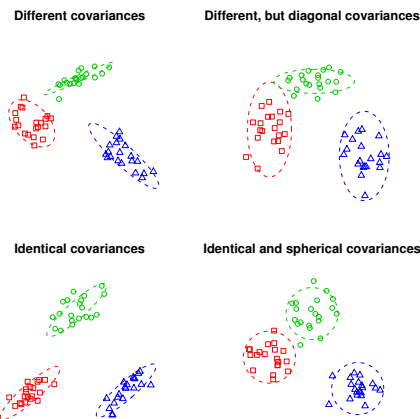 Different covariances
Different, but diagonal covariances
Identical covariances
Identical and spherical covariances